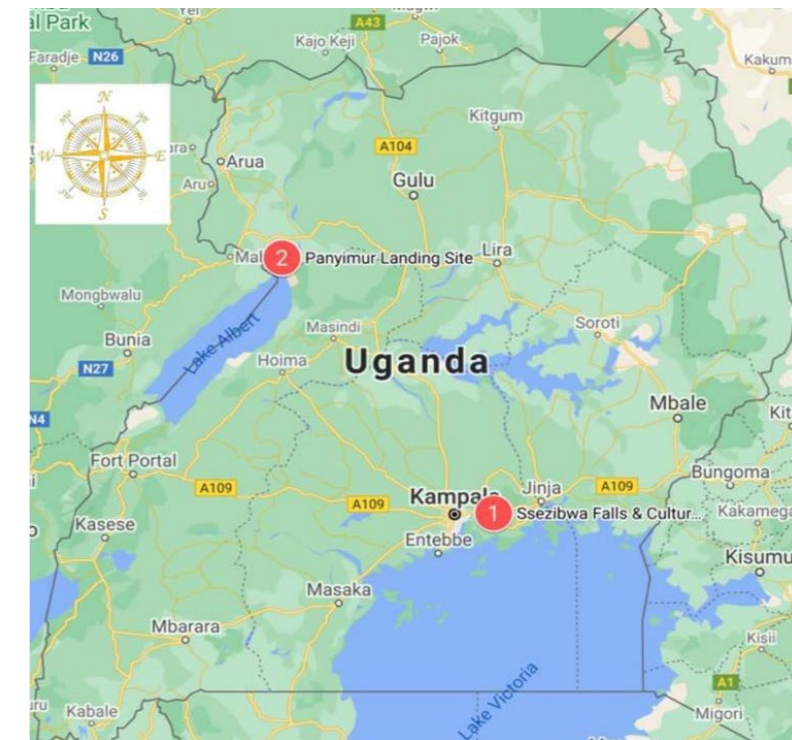 Yei
al Park
A43
Kajo Keji
Pajok
Faradje
N26
Kakum
N
W
E
S
Kitgum
A104
Arua
Aru
Gulu
Mal
2
Panyimur Landing Site
Lira
Mongbwalu
Masindi
Soroti
Bunia
Lake Albert
Hoima
Uganda
N27
Mbale
N4
Kit
Fort Portal
Bungoma
A109
A109
Kampala
Jinja
A109
1
Ssezibwa Falls & Cultur...
Kakamega
Kasese
Entebbe
Kisumu
Masaka
Mbarara
Kisii
A1
Kabale
Lake Victoria
Migori